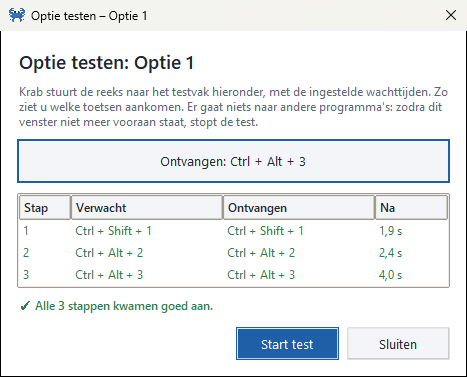 Optie testen – Optie 1
Optie testen: Optie 1
Krab stuurt de reeks naar het testvak hieronder, met de ingestelde wachttijden. Zo
ziet u welke toetsen aankomen. Er gaat niets naar andere programma's: zodra dit
venster niet meer vooraan staat, stopt de test.
Ontvangen: Ctrl + Alt + 3
Stap Verwacht Ontvangen Na
1 Ctrl + Shift + 1 Ctrl + Shift + 1 1,9 s
2 Ctrl + Alt + 2 Ctrl + Alt + 2 2,4 s
3 Ctrl + Alt + 3 Ctrl + Alt + 3 4,0 s
✓ Alle 3 stappen kwamen goed aan.
Start test Sluiten